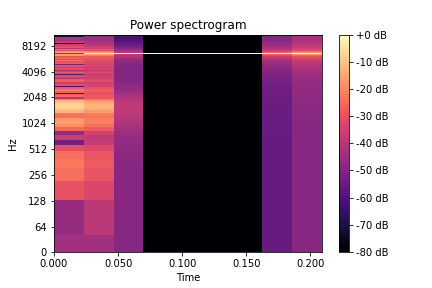 Power spectrogram
8192
4096
2048
1024
512
256
128
64
0
Hz
0.000 0.050 0.100 0.150 0.200
Time
+0 dB
-10 dB
-20 dB
-30 dB
-40 dB
-50 dB
-60 dB
-70 dB
-80 dB